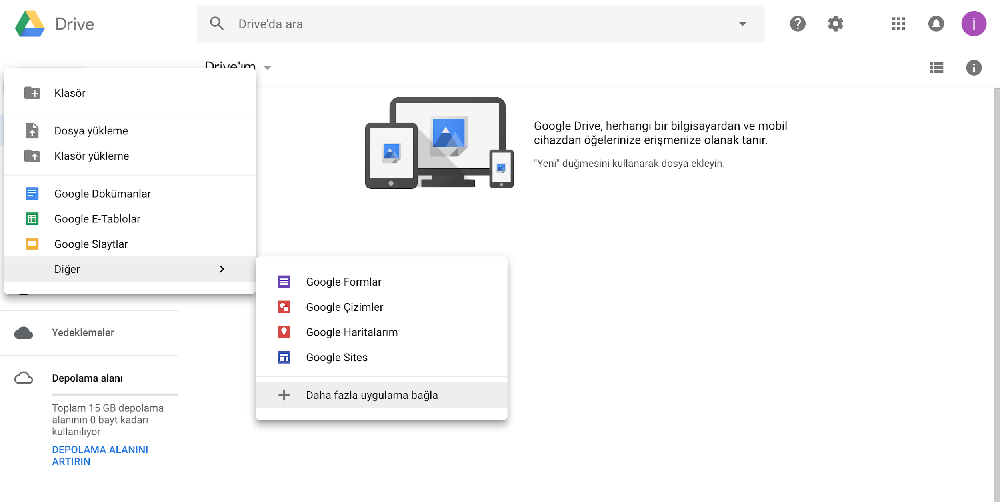 Drive
Drive'da ara
i
Drive'ım
Klasör
Dosya yükleme
Klasör yükleme
Google Dokümanlar
Google E-Tablolar
Google Slaytlar
Diğer
Google Formlar
Google Çizimler
Google Haritalarım
Google Sites
Daha fazla uygulama bağla
Google Drive, herhangi bir bilgisayardan ve mobil
cihazdan öğelerinize erişmenize olanak tanır.
"Yeni" düğmesini kullanarak dosya ekleyin.
Yedeklemeler
Depolama alanı
Toplam 15 GB depolama
alanının 0 bayt kadarı
kullanılıyor
DEPOLAMA ALANINI
ARTIRIN